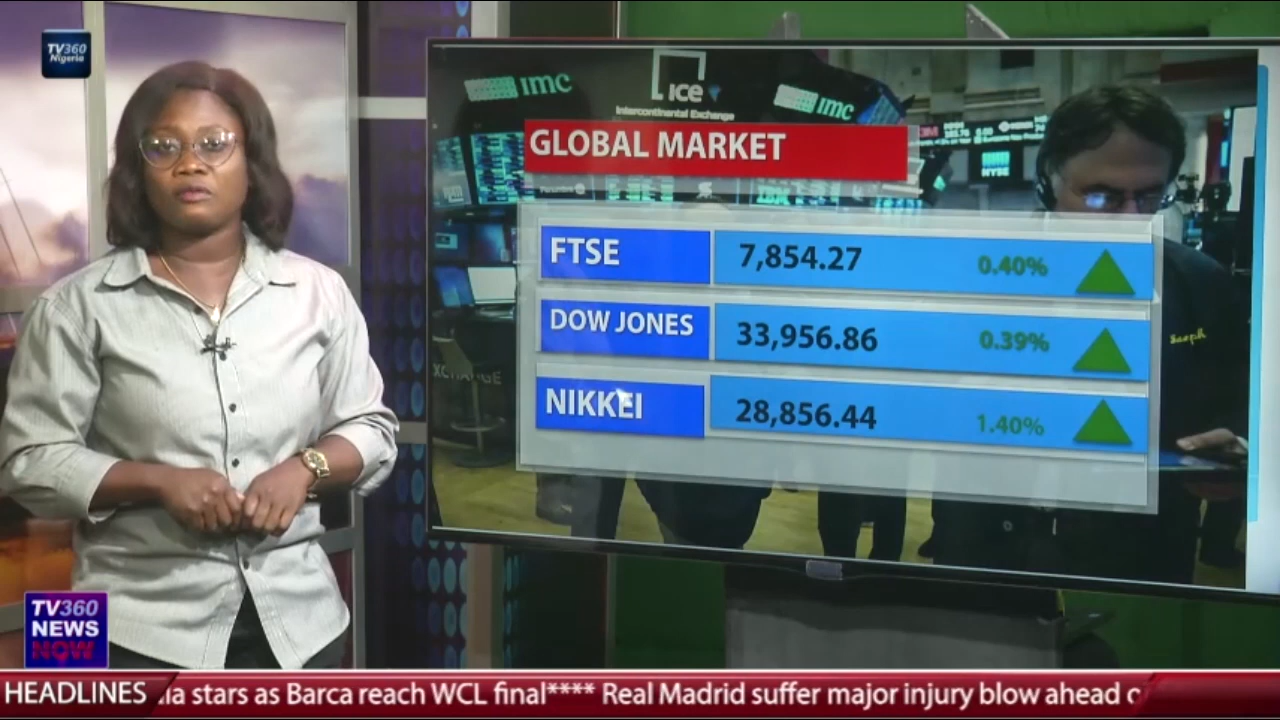 TV360
Nigeria
imc
ICE
Intercontinental Exchange
imc
NYSE
GLOBAL MARKET
FTSE 7,854.27 0.40%
DOW JONES 33,956.86 0.39%
NIKKEI 28,856.44 1.40%
TV360
NEWS
NOW
HEADLINES ia stars as Barca reach WCL final**** Real Madrid suffer major injury blow ahead o